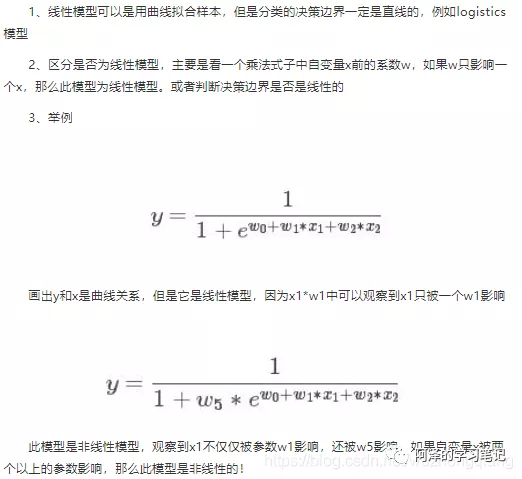 1、线性模型可以是用曲线拟合样本，但是分类的决策边界一定是直线的，例如logistics
模型
2、区分是否为线性模型，主要是看一个乘法式子中自变量x前的系数w，如果w只影响一
个x，那么此模型为线性模型。或者判断决策边界是否是线性的
3、举例
y = 1 / (1 + e^{w_0+w_1*x_1+w_2*x_2})
画出y和x是曲线关系，但是它是线性模型，因为x1*w1中可以观察到x1只被一个w1影响
y = 1 / (1 + w_5 * e^{w_0+w_1*x_1+w_2*x_2})
此模型是非线性模型，观察到x1不仅仅被参数w1影响，还被w5影响，如果自变量x被两
个以上的参数影响，那么此模型是非线性的！
https://blog.csdn.n
阿泽的学习笔记